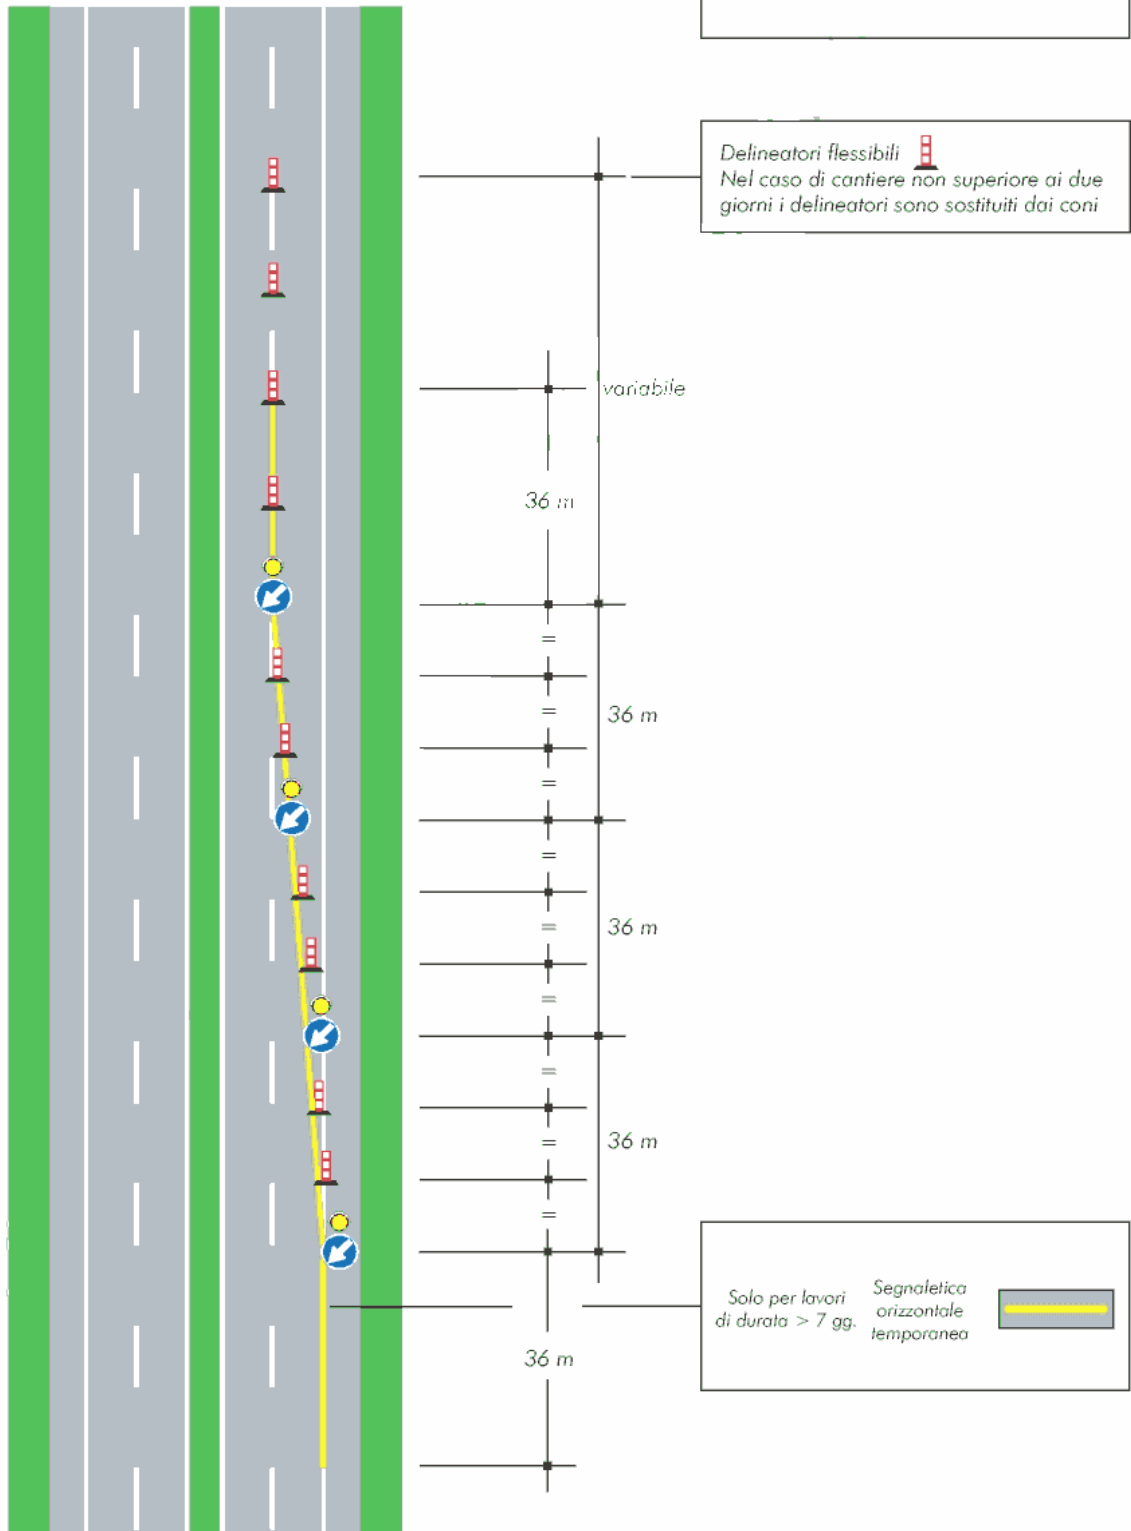 Delineatori flessibili
Nel caso di cantiere non superiore ai due
giorni i delineatori sono sostituiti dai coni
variabile
36 m
=
=
36 m
=
=
=
36 m
=
=
=
36 m
=
Solo per lavori
di durata > 7 gg.
Segnaletica
orizzontale
temporanea
36 m